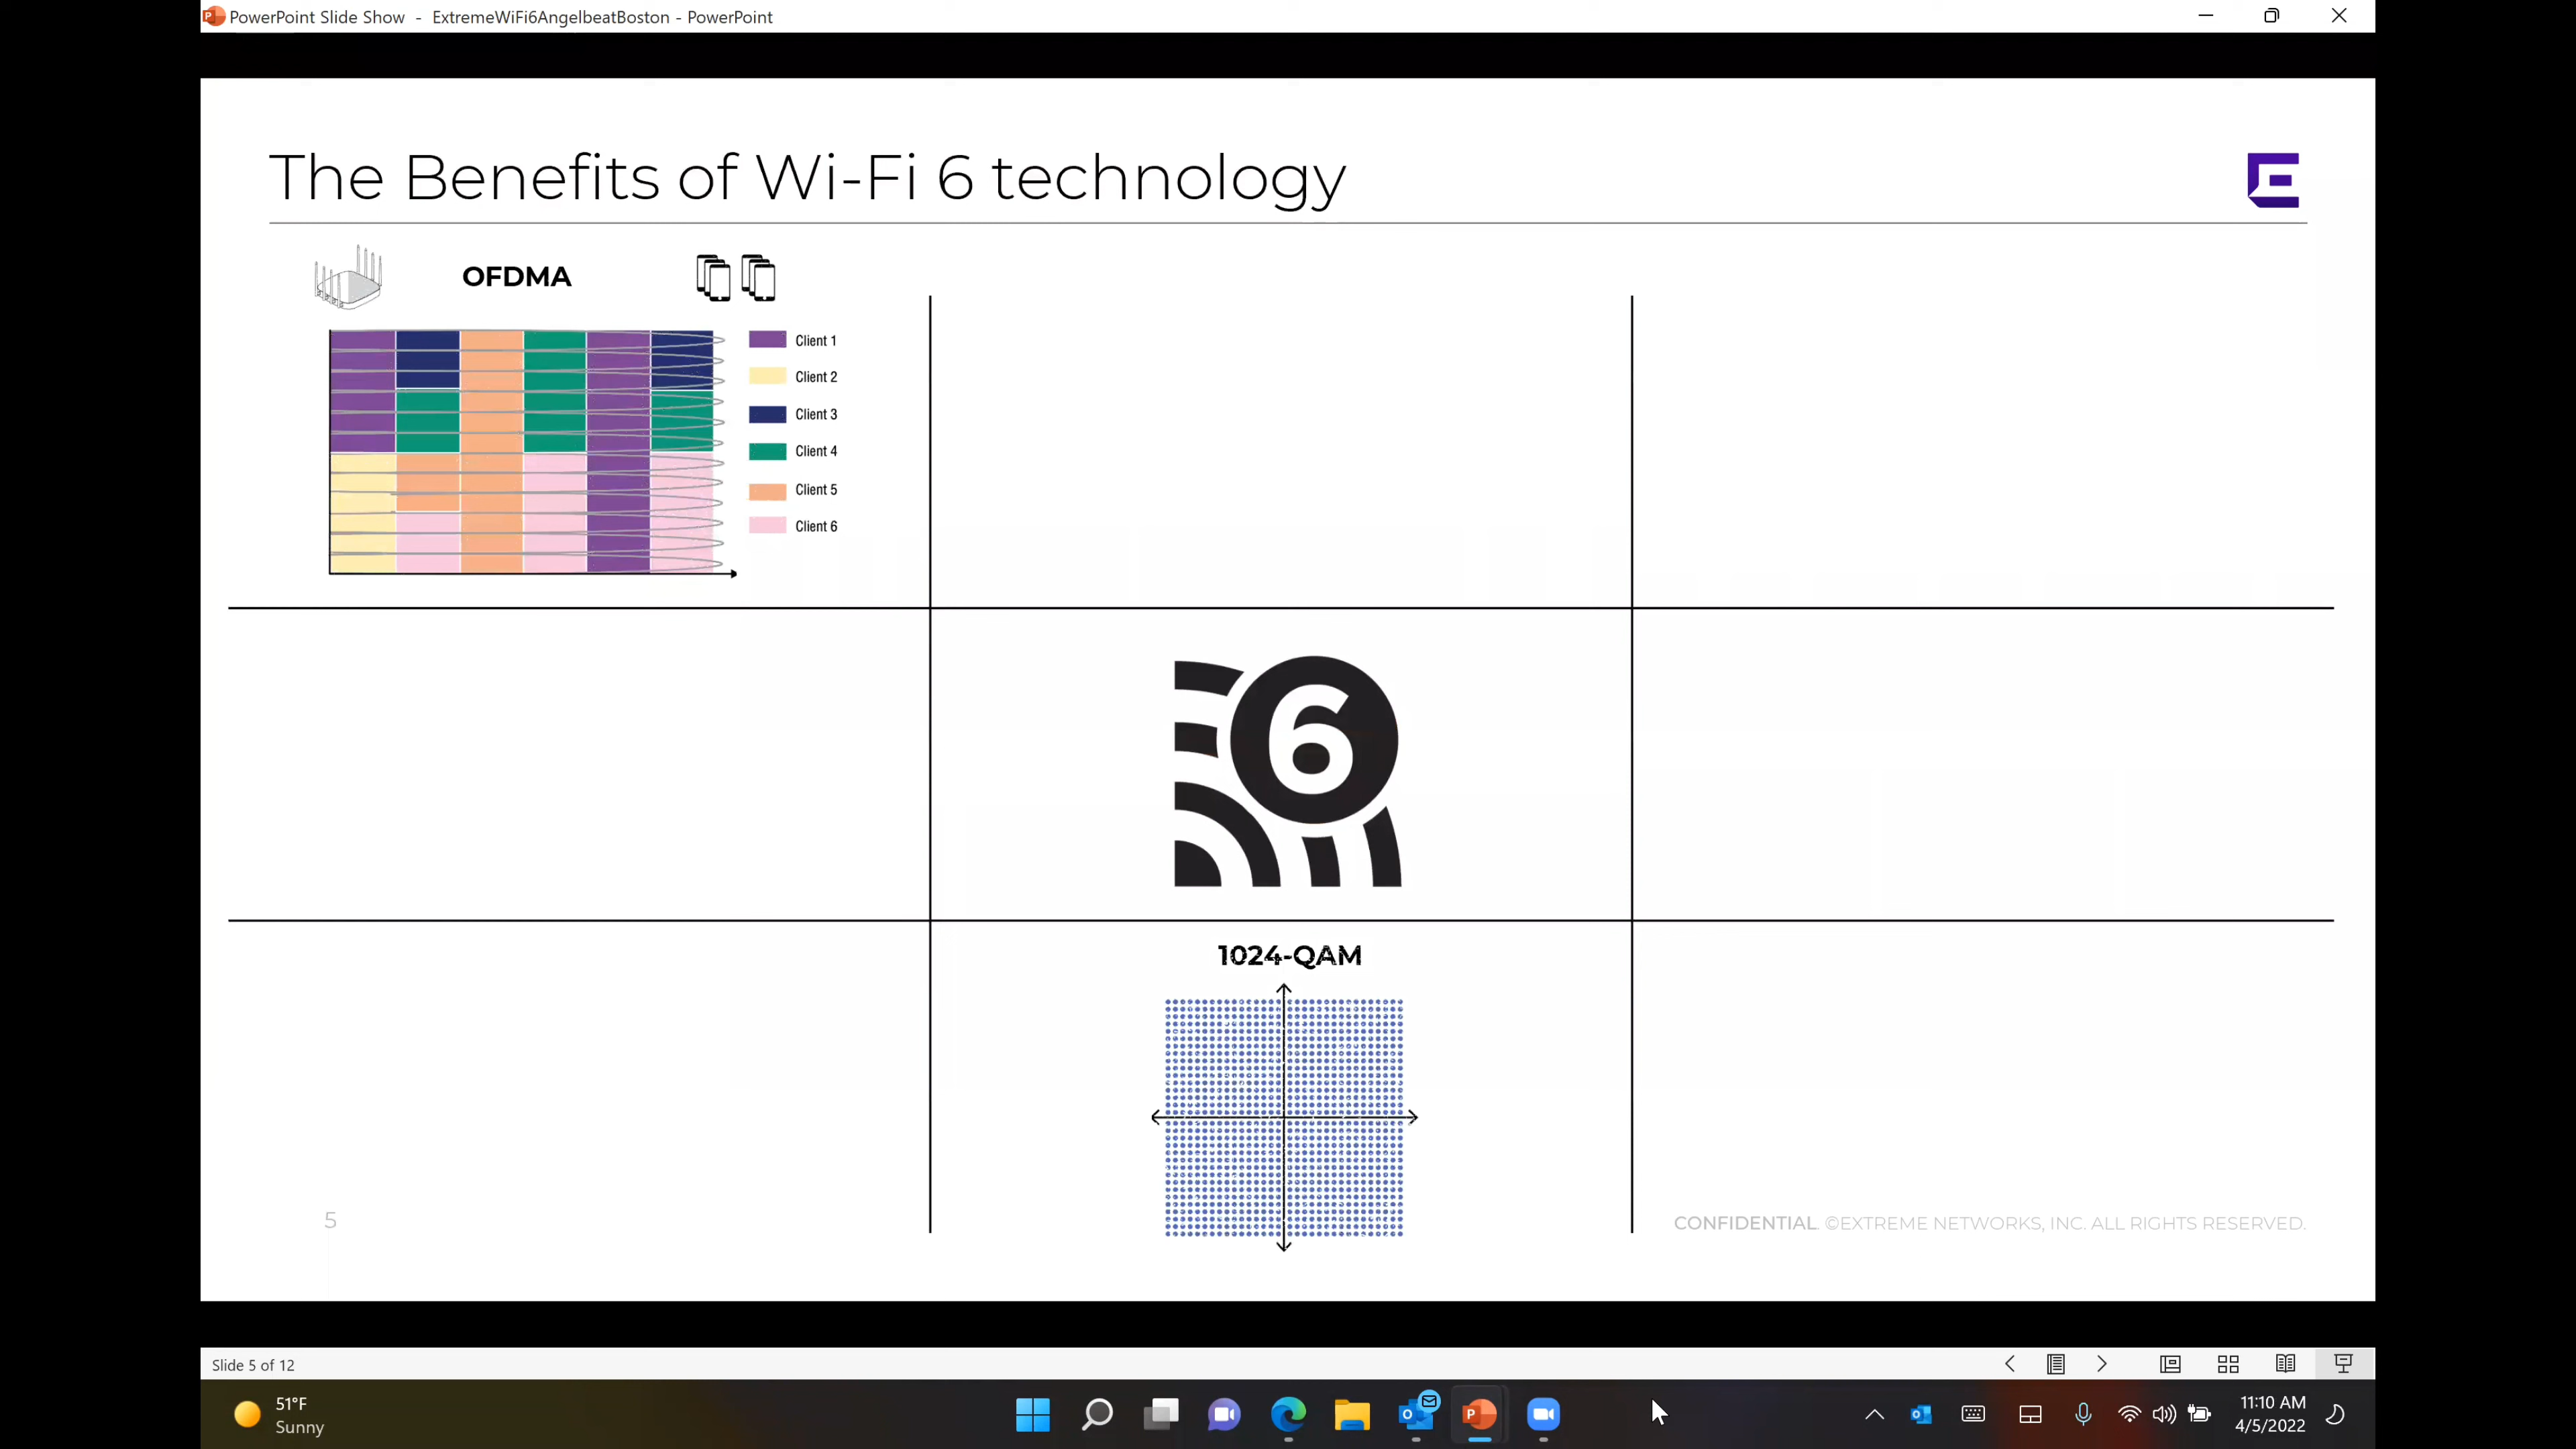 PowerPoint Slide Show - ExtremeWiFi6AngelbeatBoston - PowerPoint
The Benefits of Wi-Fi 6 technology
OFDMA
Client 1
Client 2
Client 3
Client 4
Client 5
Client 6
6
1024-QAM
5
CONFIDENTIAL. ©EXTREME NETWORKS, INC. ALL RIGHTS RESERVED.
Slide 5 of 12
51°F
Sunny
11:10 AM
4/5/2022